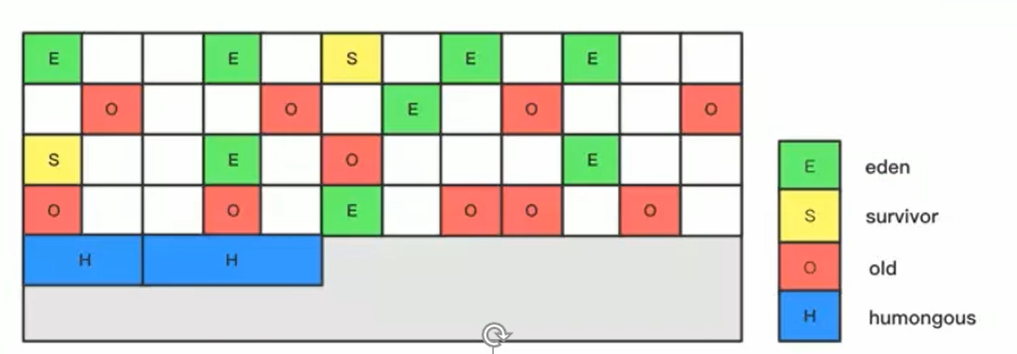 E E S E E
O O E O O
S E O E
E eden
O O E O O O
S survivor
H H
O old
H humongous